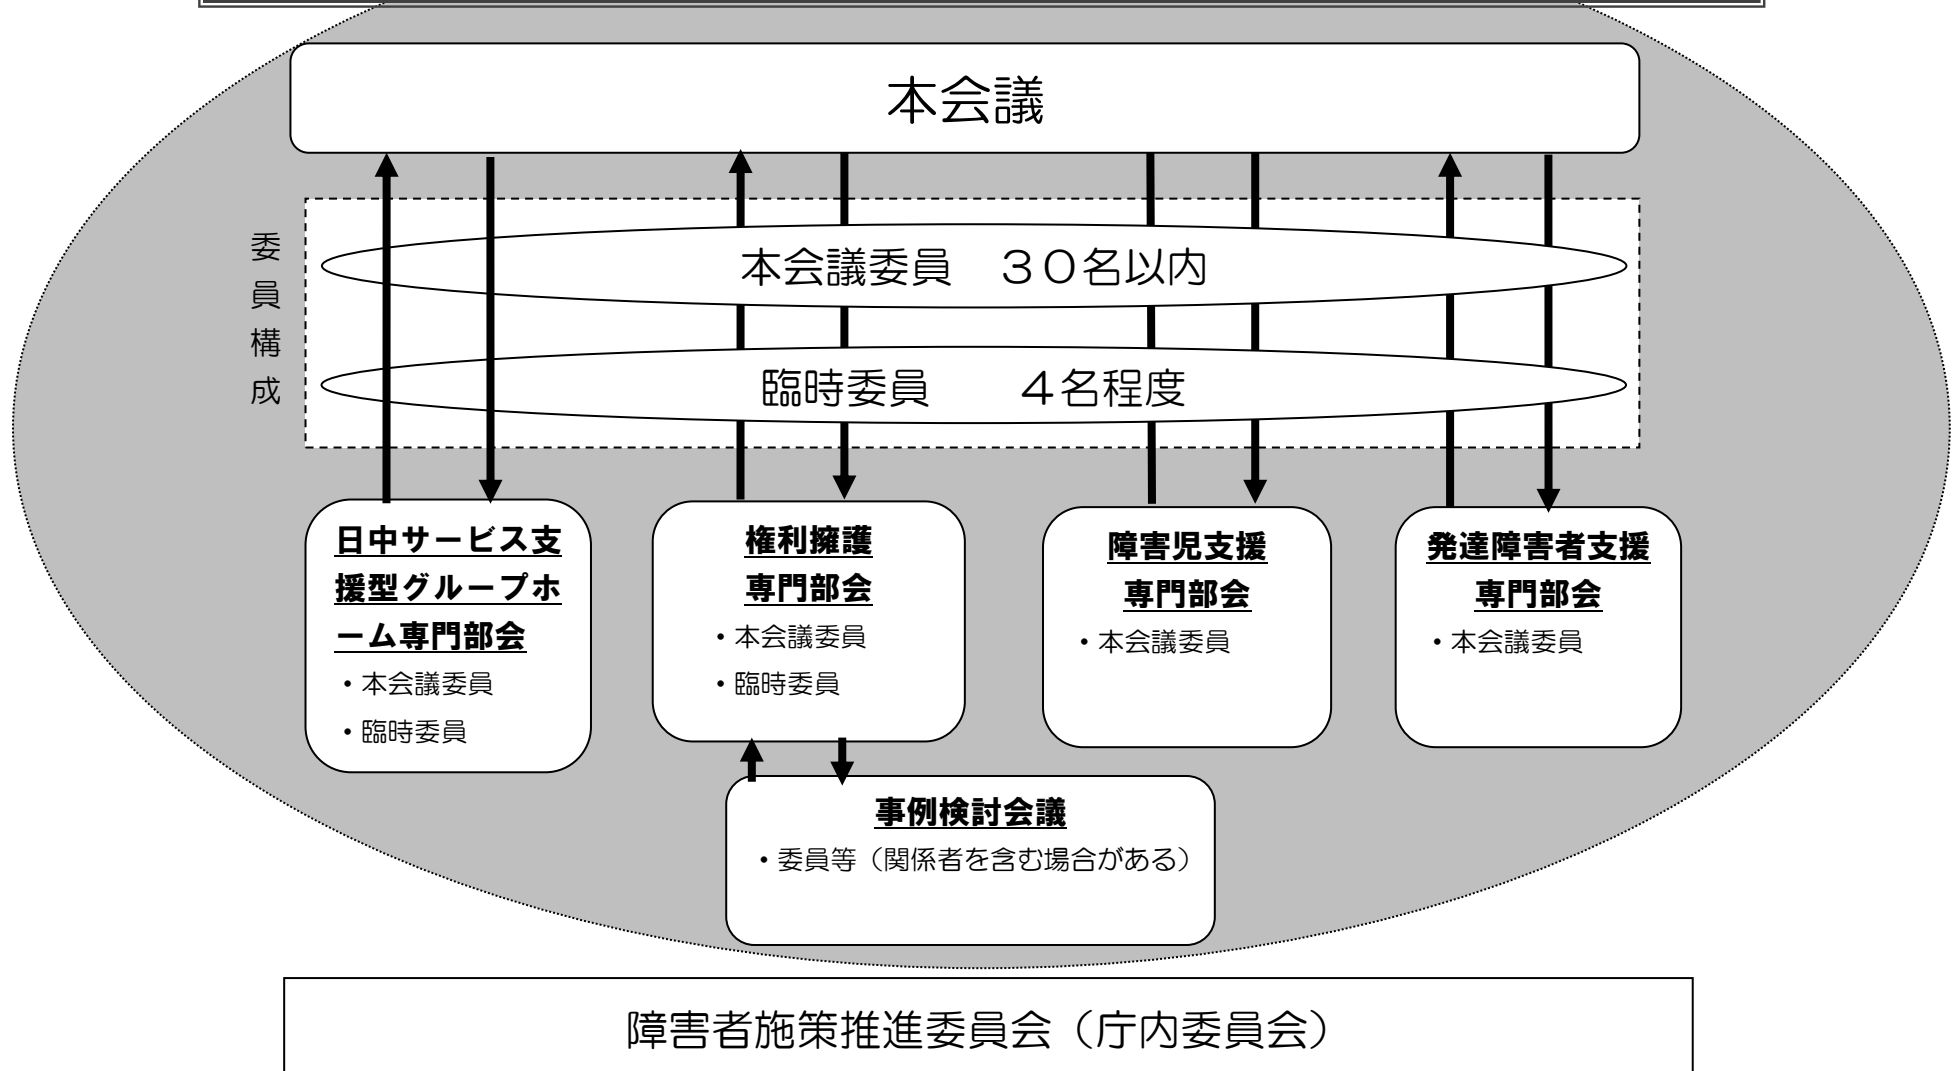 本会議
委員構成
本会議委員　３０名以内
臨時委員　　４名程度
日中サービス支
援型グループホ
ーム専門部会
・本会議委員
・臨時委員
権利擁護
専門部会
・本会議委員
・臨時委員
障害児支援
専門部会
・本会議委員
発達障害者支援
専門部会
・本会議委員
事例検討会議
・委員等（関係者を含む場合がある）
障害者施策推進委員会（庁内委員会）